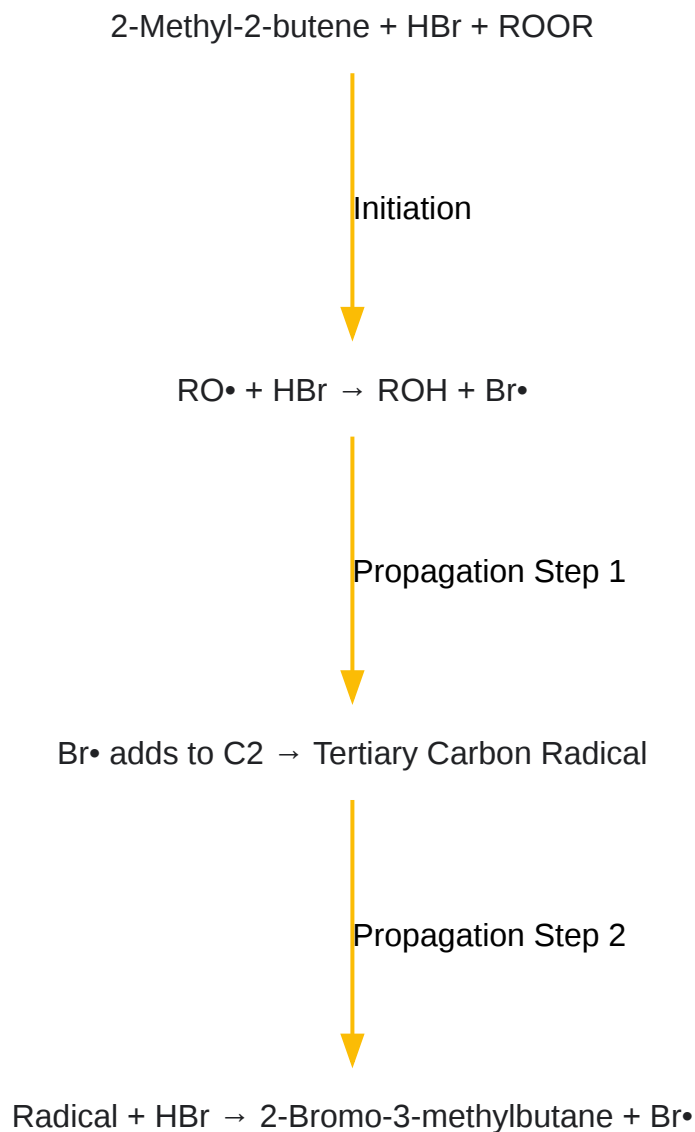 2-Methyl-2-butene + HBr + ROOR
Initiation
RO• + HBr → ROH + Br•
Propagation Step 1
Br• adds to C2 → Tertiary Carbon Radical
Propagation Step 2
Radical + HBr → 2-Bromo-3-methylbutane + Br•